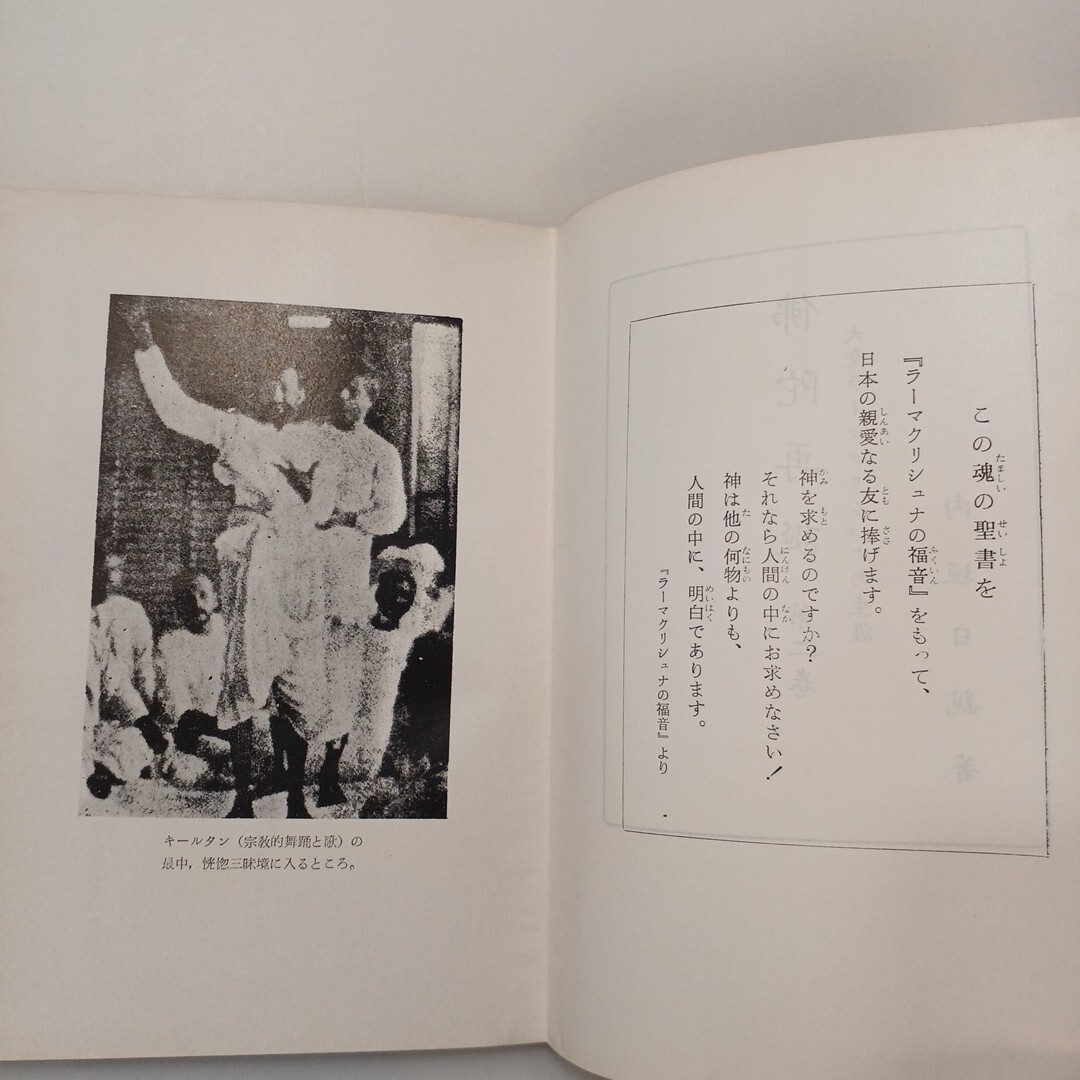 この魂の聖書を
『ラーマクリシュナの福音』をもって、
日本の親愛なる友に捧げます。
神を求めるのですか？
それなら人間の中にお求めなさい！
神は他の何物よりも、
人間の中に、明白であります。
『ラーマクリシュナの福音』より
キールタン（宗教的舞踊と歌）の
最中，恍惚三昧境に入るところ。